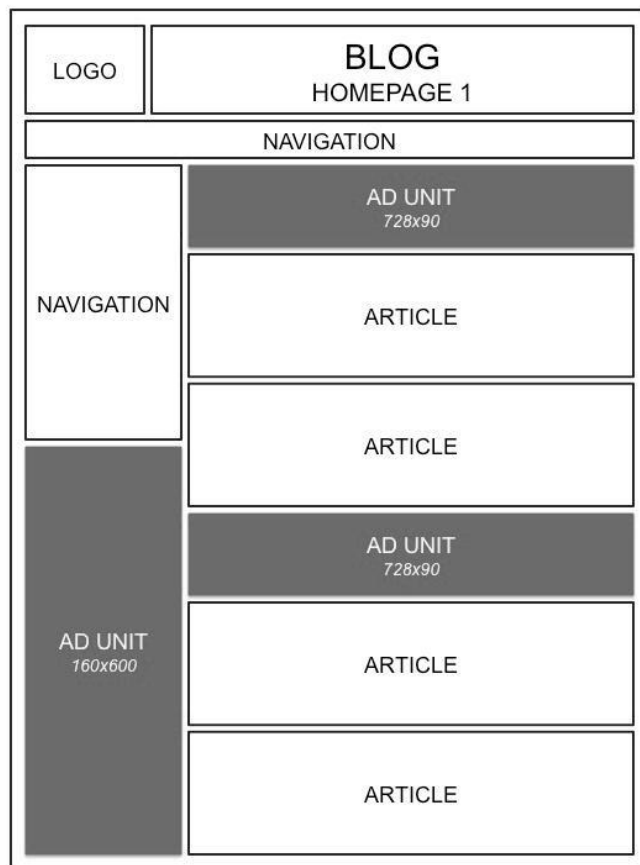 LOGO
BLOG
HOMEPAGE 1
NAVIGATION
NAVIGATION
AD UNIT
728x90
ARTICLE
ARTICLE
AD UNIT
728x90
AD UNIT
160x600
ARTICLE
ARTICLE